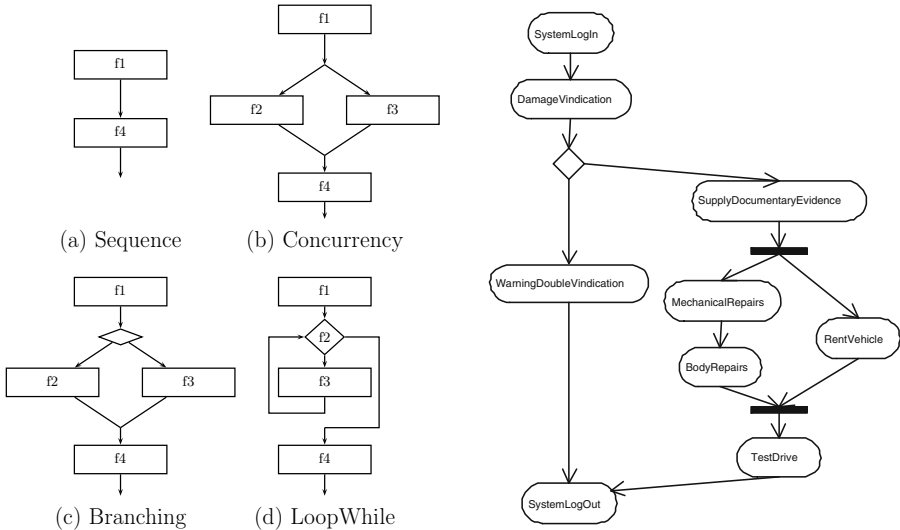 f1
f4
(a) Sequence
f1
f2
f3
f4
(b) Concurrency
f1
f2
f3
f4
(c) Branching
f1
f2
f3
f4
(d) LoopWhile
SystemLogIn
DamageVindication
SupplyDocumentaryEvidence
WarningDoubleVindication
MechanicalRepairs
RentVehicle
BodyRepairs
TestDrive
SystemLogOut